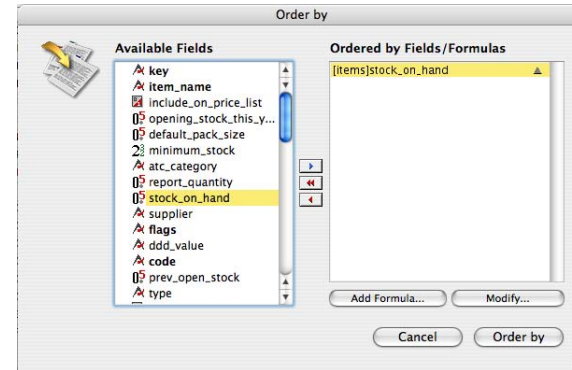 Order by
Available Fields
key
item_name
include_on_price_list
opening_stock_this_y...
default_pack_size
minimum_stock
atc_category
report_quantity
stock_on_hand
supplier
flags
ddd_value
code
prev_open_stock
type
Ordered by Fields/Formulas
[items]stock_on_hand
Add Formula...
Modify...
Cancel
Order by